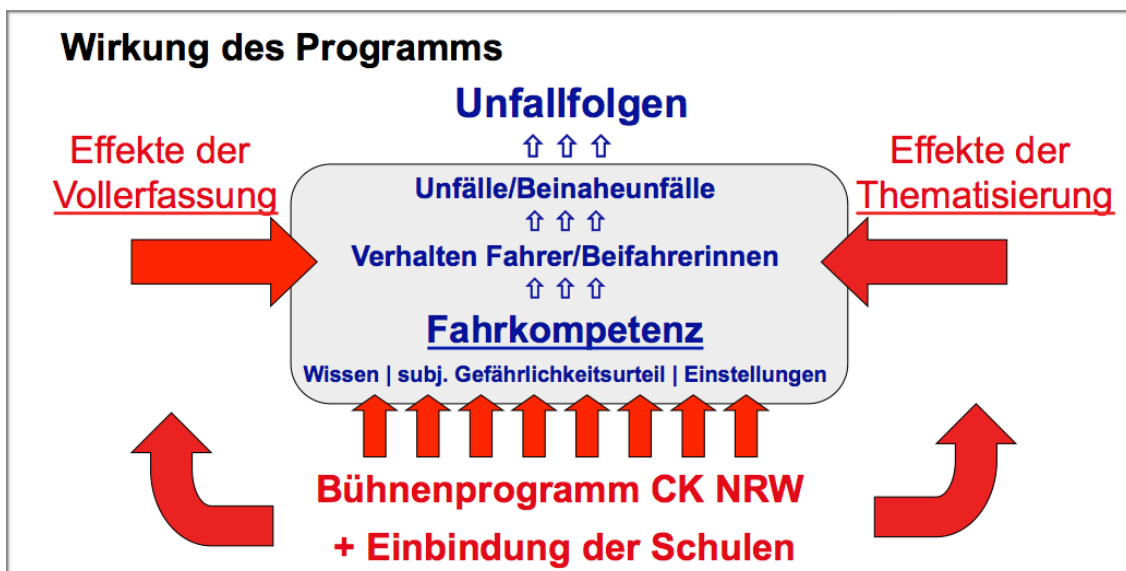 Wirkung des Programms
Unfallfolgen
Effekte der
Vollerfassung
Effekte der
Thematisierung
Unfälle/Beinaheunfälle
Verhalten Fahrer/Beifahrerinnen
Fahrkompetenz
Wissen | subj. Gefährlichkeitsurteil | Einstellungen
Bühnenprogramm CK NRW
+ Einbindung der Schulen